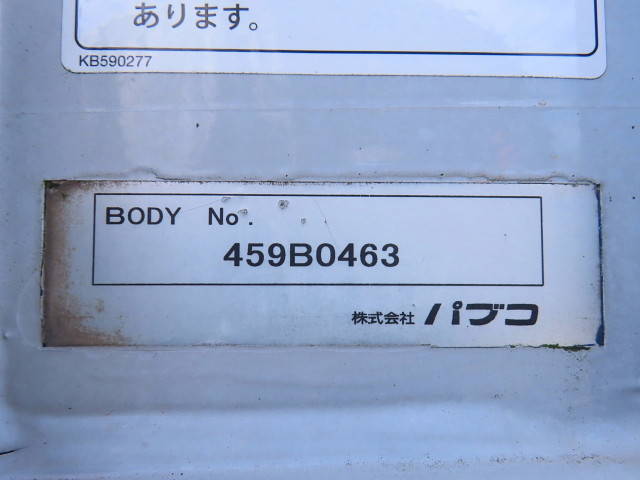 あります。
KB590277
BODY No.
459B0463
株式会社 パブコ